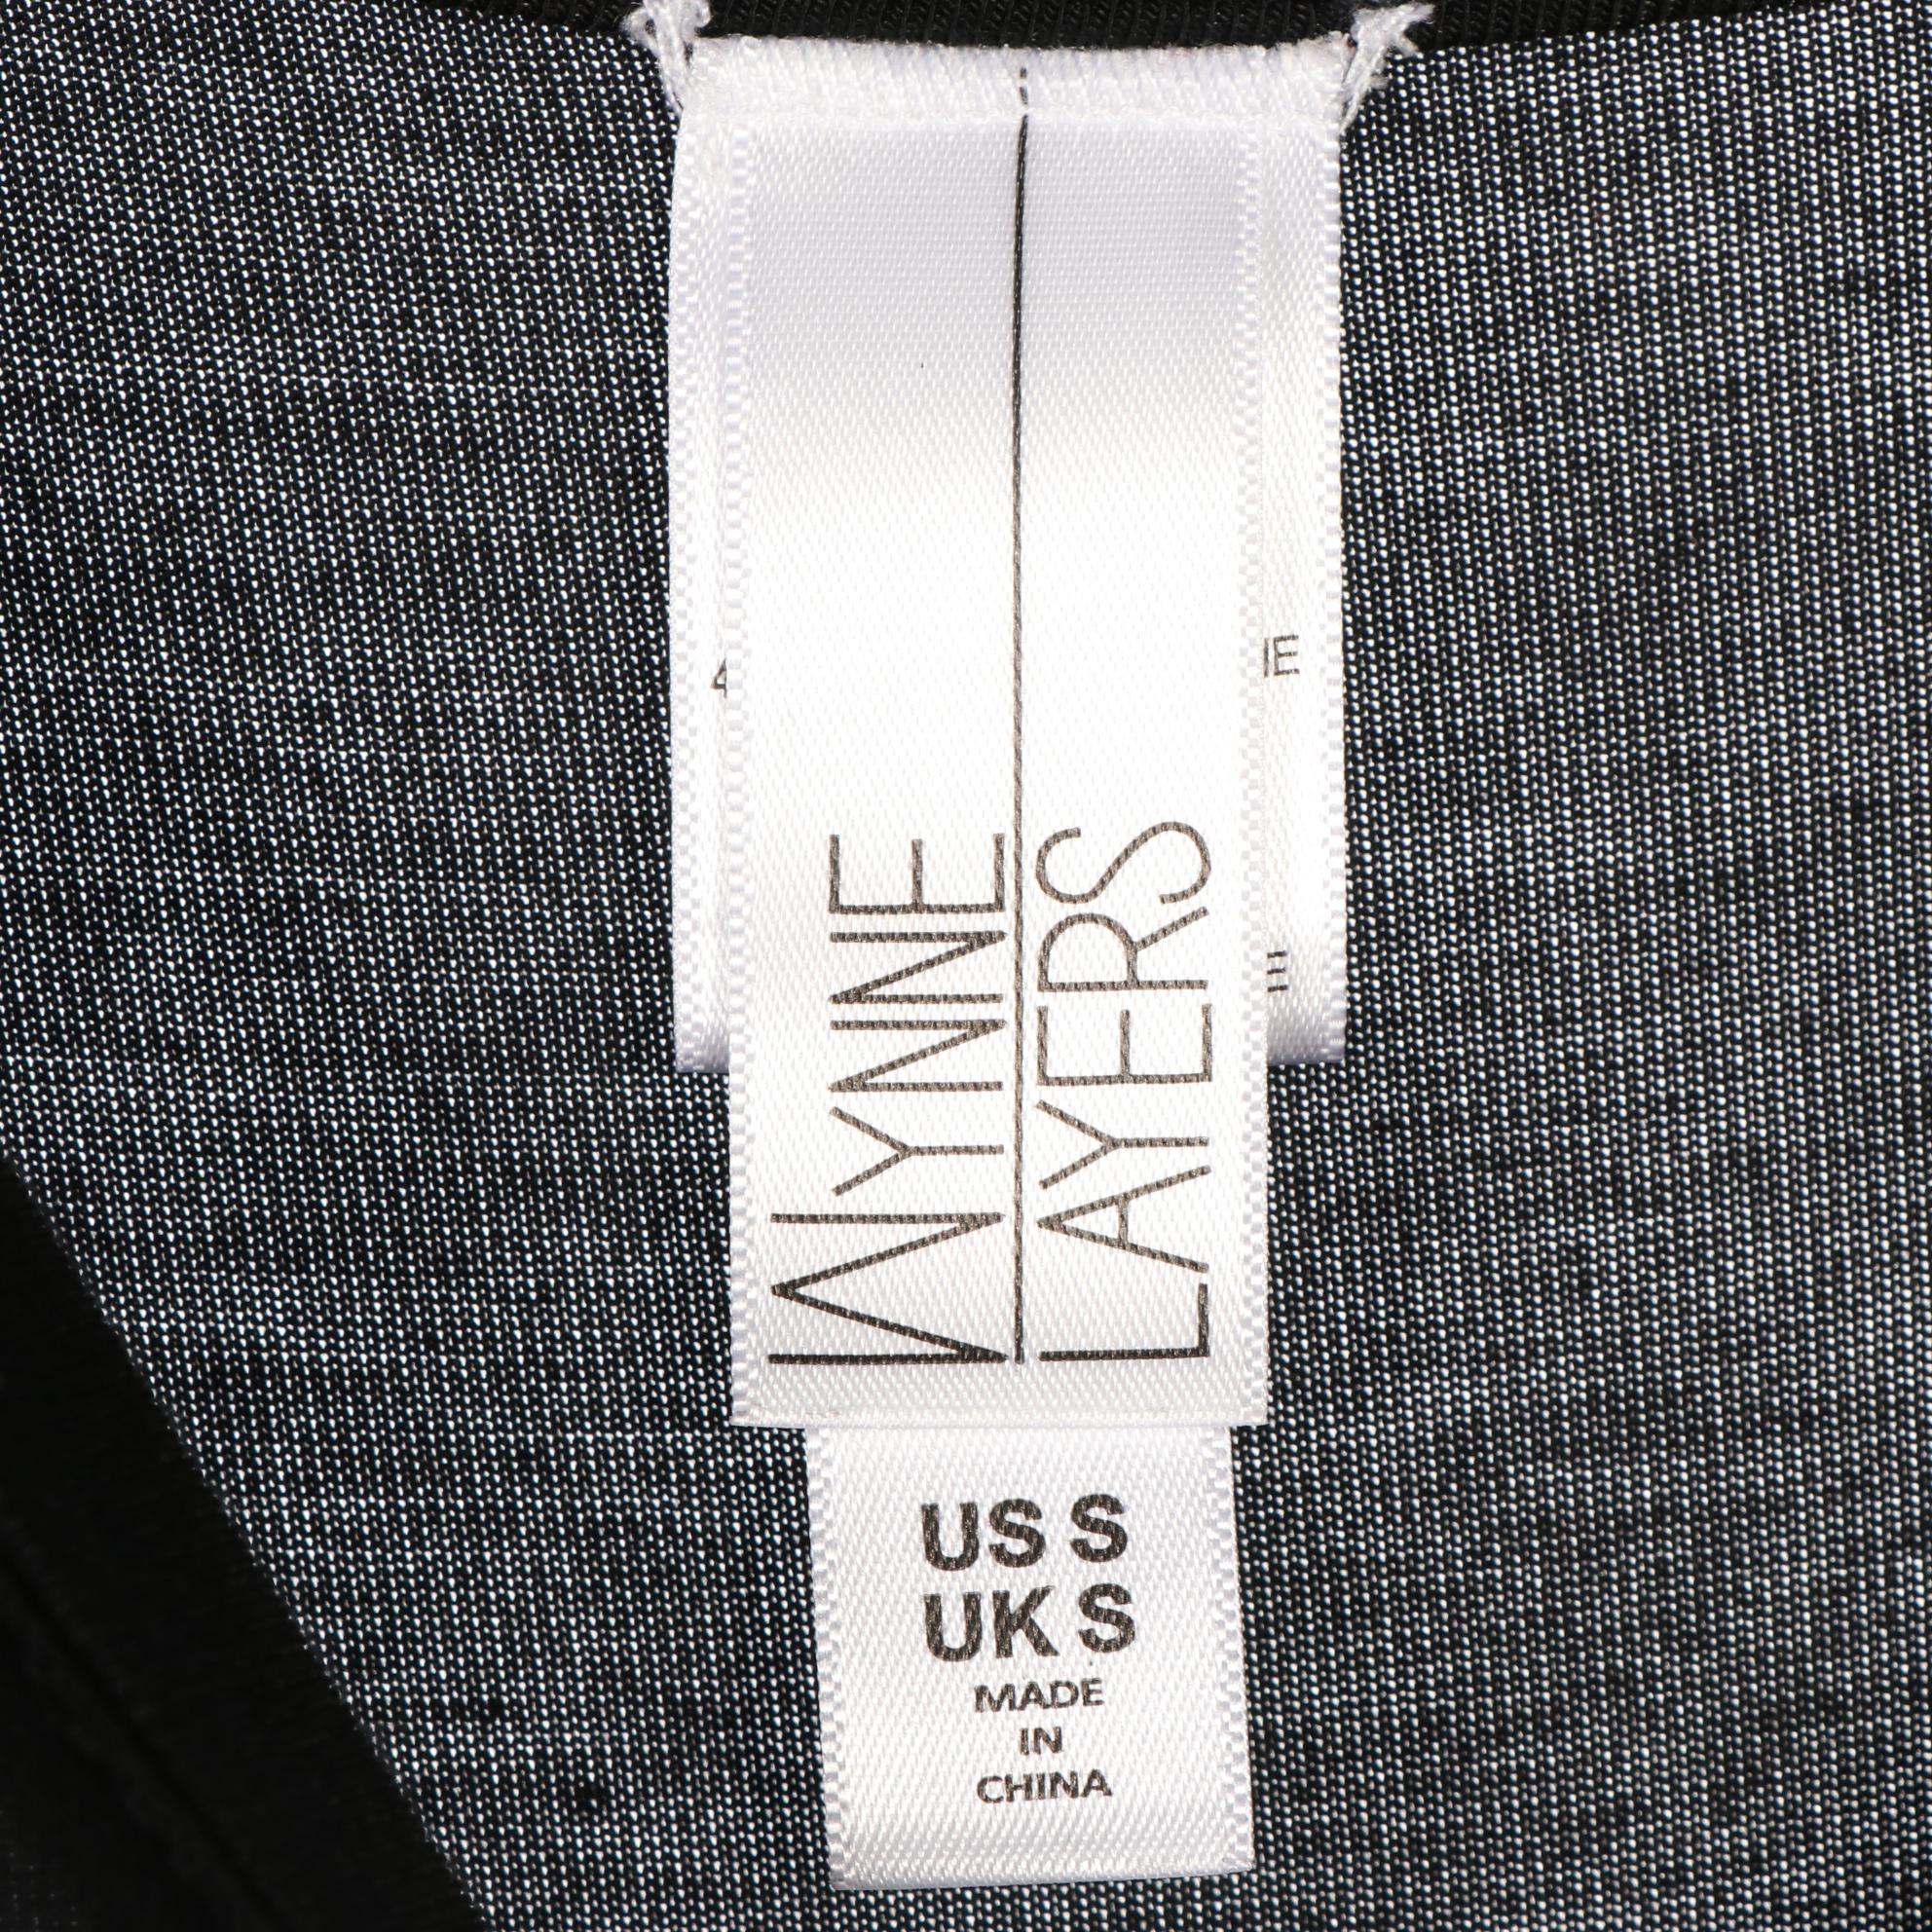 WYNNE
LAYERS
US S
UK S
MADE
IN
CHINA